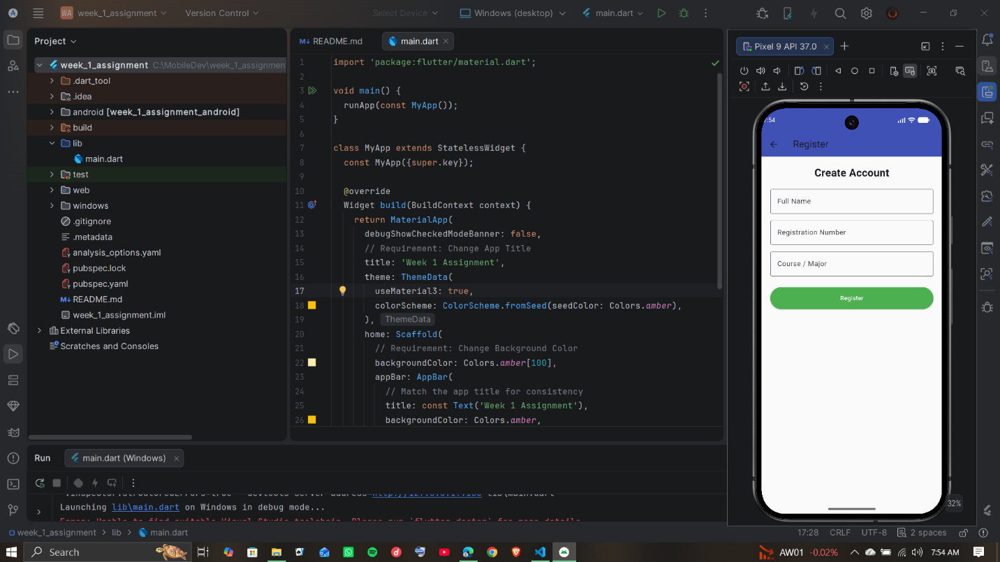 WA week_1_assignment Version Control Select Device Windows (desktop) main.dart
Project
week_1_assignment C:\MobileDev\week_1_assignmen
.dart_tool
.idea
android [week_1_assignment_android]
build
lib
main.dart
test
web
windows
.gitignore
.metadata
analysis_options.yaml
pubspec.lock
pubspec.yaml
README.md
week_1_assignment.iml
External Libraries
Scratches and Consoles
README.md main.dart
1 import 'package:flutter/material.dart';
2
3 void main() {
4 runApp(const MyApp());
5 }
6
7 class MyApp extends StatelessWidget {
8 const MyApp({super.key});
9
10 @override
11 Widget build(BuildContext context) {
12 return MaterialApp(
13 debugShowCheckedModeBanner: false,
14 // Requirement: Change App Title
15 title: 'Week 1 Assignment',
16 theme: ThemeData(
17 useMaterial3: true,
18 colorScheme: ColorScheme.fromSeed(seedColor: Colors.amber),
19 ), ThemeData
20 home: Scaffold(
21 // Requirement: Change Background Color
22 backgroundColor: Colors.amber[100],
23 appBar: AppBar(
24 // Match the app title for consistency
25 title: const Text('Week 1 Assignment'),
26 backgroundColor: Colors.amber,
Pixel 9 API 37.0
7:54
Register
Create Account
Full Name
Registration Number
Course / Major
Register
32%
Run main.dart (Windows)
Launching lib\main.dart on Windows in debug mode...
week_1_assignment > lib > main.dart 17:28 CRLF UTF-8 2 spaces
Search AW01 -0.02% 7:54 AM